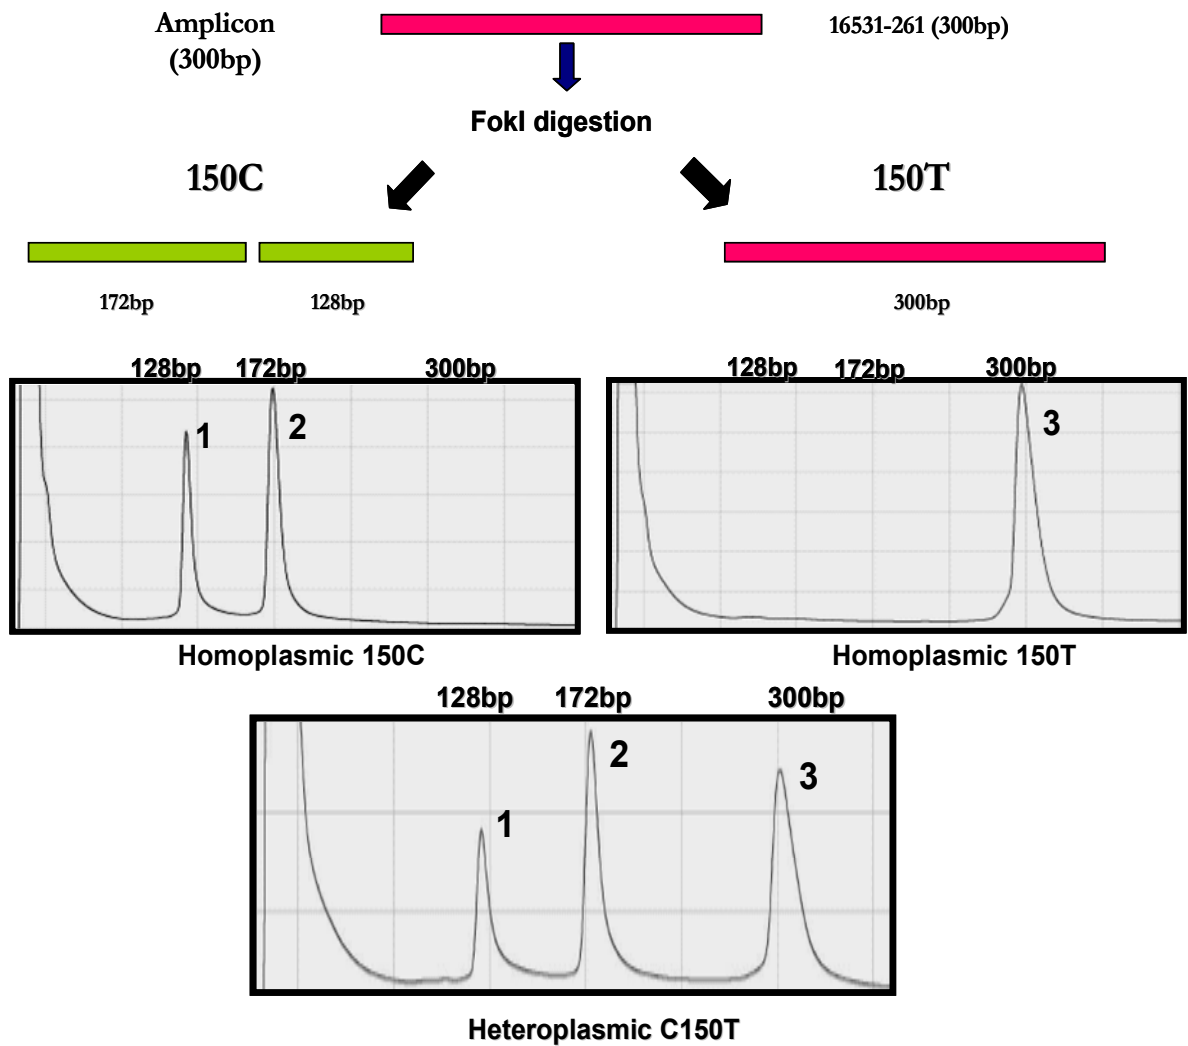 Amplicon
(300bp)
16531-261 (300bp)
FokI digestion
150C
150T
172bp
128bp
300bp
128bp
172bp
300bp
1
2
Homoplasmic 150C
128bp
172bp
300bp
3
Homoplasmic 150T
128bp
172bp
300bp
1
2
3
Heteroplasmic C150T